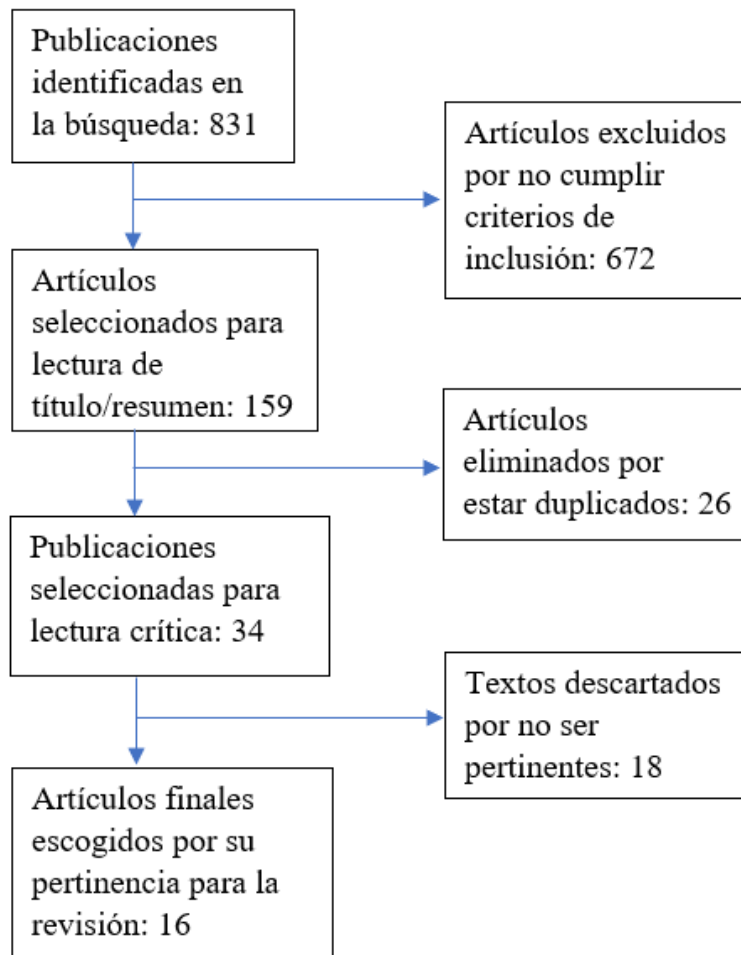 Publicaciones
identificadas en
la búsqueda: 831
Artículos excluidos
por no cumplir
criterios de
inclusión: 672
Artículos
seleccionados para
lectura de
título/resumen: 159
Artículos
eliminados por
estar duplicados: 26
Publicaciones
seleccionadas para
lectura crítica: 34
Textos descartados
por no ser
pertinentes: 18
Artículos finales
escogidos por su
pertinencia para la
revisión: 16